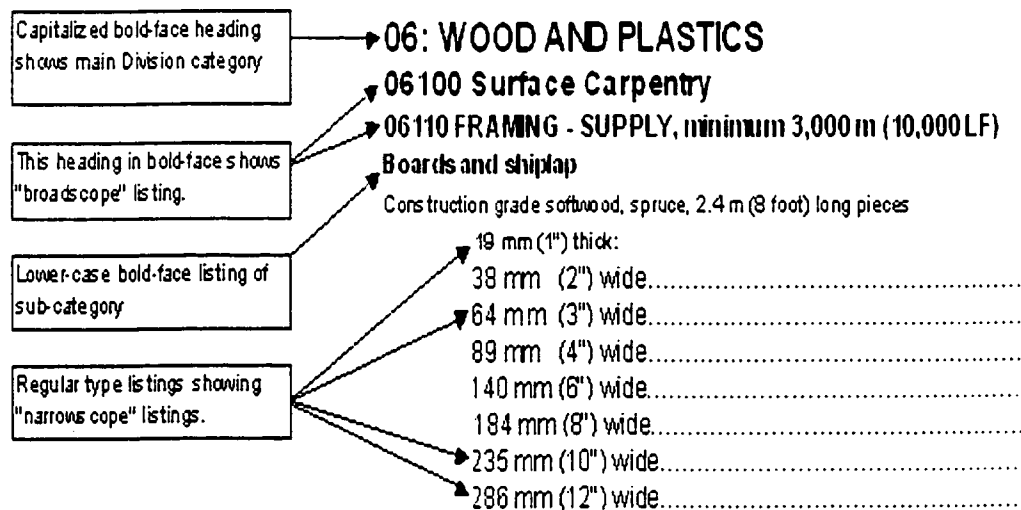 Capitalized bold-face heading
shows main Division category
This heading in bold-face shows
"broadscope" listing.
Lower-case bold-face listing of
sub-category
Regular type listings showing
"narrowscope" listings.
06: WOOD AND PLASTICS
06100 Surface Carpentry
06110 FRAMING - SUPPLY, minimum 3,000 m (10,000 LF)
Boards and shiplap
Construction grade softwood, spruce, 2.4 m (8 foot) long pieces
19 mm (1") thick:
38 mm (2") wide
64 mm (3") wide
89 mm (4") wide
140 mm (6") wide
184 mm (8") wide
235 mm (10") wide
286 mm (12") wide